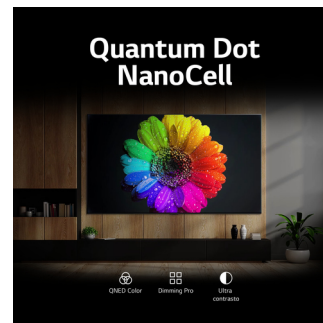 Quantum Dot
NanoCell
QNED Color
Dimming Pro
Ultra
contrasto